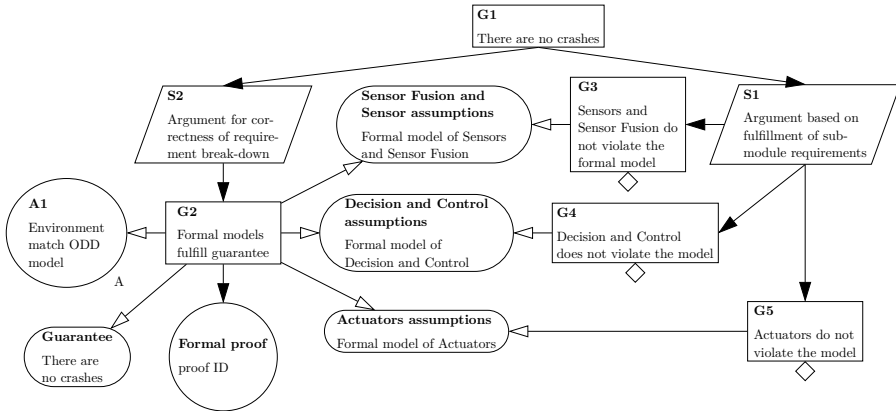 G1
There are no crashes
S2
Argument for cor-
rectness of require-
ment break-down
Sensor Fusion and
Sensor assumptions
Formal model of Sensors
and Sensor Fusion
G3
Sensors and
Sensor Fusion do
not violate the
formal model
S1
Argument based on
fulfillment of sub-
module requirements
A1
Environment
match ODD
model
A
G2
Formal models
fulfill guarantee
Decision and Control
assumptions
Formal model of
Decision and Control
G4
Decision and Control
does not violate the model
Guarantee
There are
no crashes
Formal proof
proof ID
Actuators assumptions
Formal model of Actuators
G5
Actuators do not
violate the model